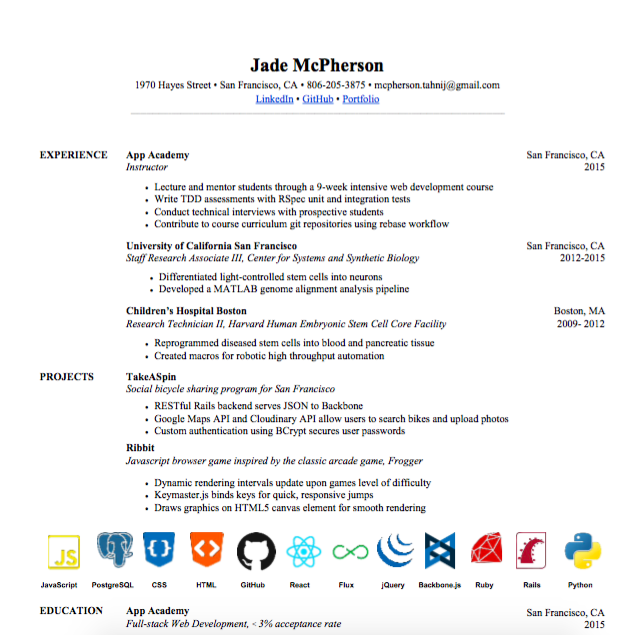 Jade McPherson
1970 Hayes Street • San Francisco, CA • 806-205-3875 • mcpherson.tahnij@gmail.com
LinkedIn • GitHub • Portfolio
EXPERIENCE App Academy San Francisco, CA
Instructor 2015
• Lecture and mentor students through a 9-week intensive web development course
• Write TDD assessments with RSpec unit and integration tests
• Conduct technical interviews with prospective students
• Contribute to course curriculum git repositories using rebase workflow
University of California San Francisco San Francisco, CA
Staff Research Associate III, Center for Systems and Synthetic Biology 2012-2015
• Differentiated light-controlled stem cells into neurons
• Developed a MATLAB genome alignment analysis pipeline
Children's Hospital Boston Boston, MA
Research Technician II, Harvard Human Embryonic Stem Cell Core Facility 2009- 2012
• Reprogrammed diseased stem cells into blood and pancreatic tissue
• Created macros for robotic high throughput automation
PROJECTS TakeASpin
Social bicycle sharing program for San Francisco
• RESTful Rails backend serves JSON to Backbone
• Google Maps API and Cloudinary API allow users to search bikes and upload photos
• Custom authentication using BCrypt secures user passwords
Ribbit
Javascript browser game inspired by the classic arcade game, Frogger
• Dynamic rendering intervals update upon games level of difficulty
• Keymaster.js binds keys for quick, responsive jumps
• Draws graphics on HTML5 canvas element for smooth rendering
JS
JavaScript PostgreSQL CSS HTML GitHub React Flux jQuery Backbone.js Ruby Rails Python
EDUCATION App Academy San Francisco, CA
Full-stack Web Development, < 3% acceptance rate 2015